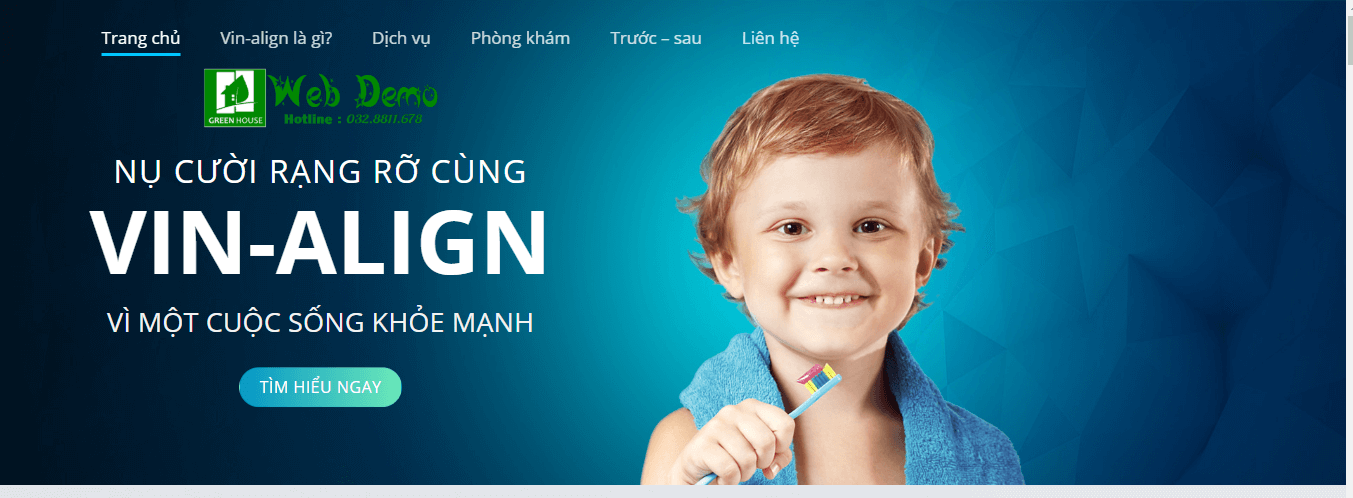 Trang chủ Vin-align là gì? Dịch vụ Phòng khám Trước – sau Liên hệ
GREEN HOUSE
Web Demo
Hotline : 032.8811.678
NỤ CƯỜI RẠNG RỠ CÙNG
VIN-ALIGN
VÌ MỘT CUỘC SỐNG KHỎE MẠNH
TÌM HIỂU NGAY